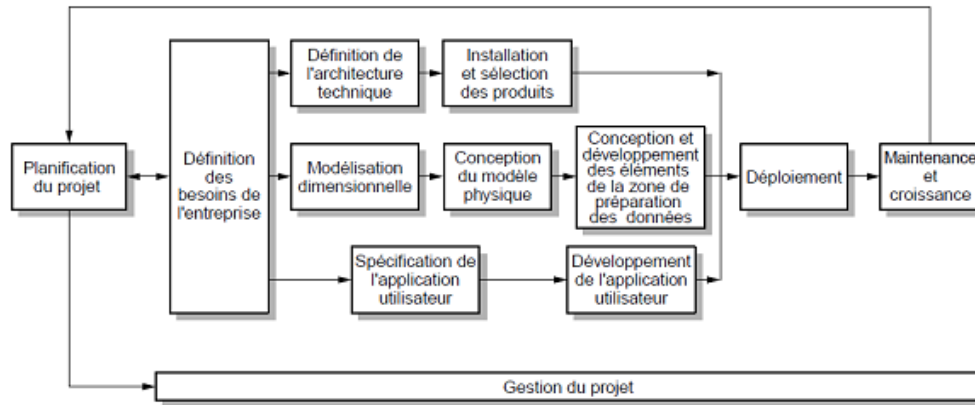 Planification
du projet
Définition
des
besoins de
l'entreprise
Définition de
l'architecture
technique
Installation
et sélection
des produits
Modélisation
dimensionnelle
Conception
du modèle
physique
Conception et
développement
des éléments
de la zone de
préparation
des données
Spécification de
l'application
utilisateur
Développement
de l'application
utilisateur
Déploiement
Maintenance
et
croissance
Gestion du projet